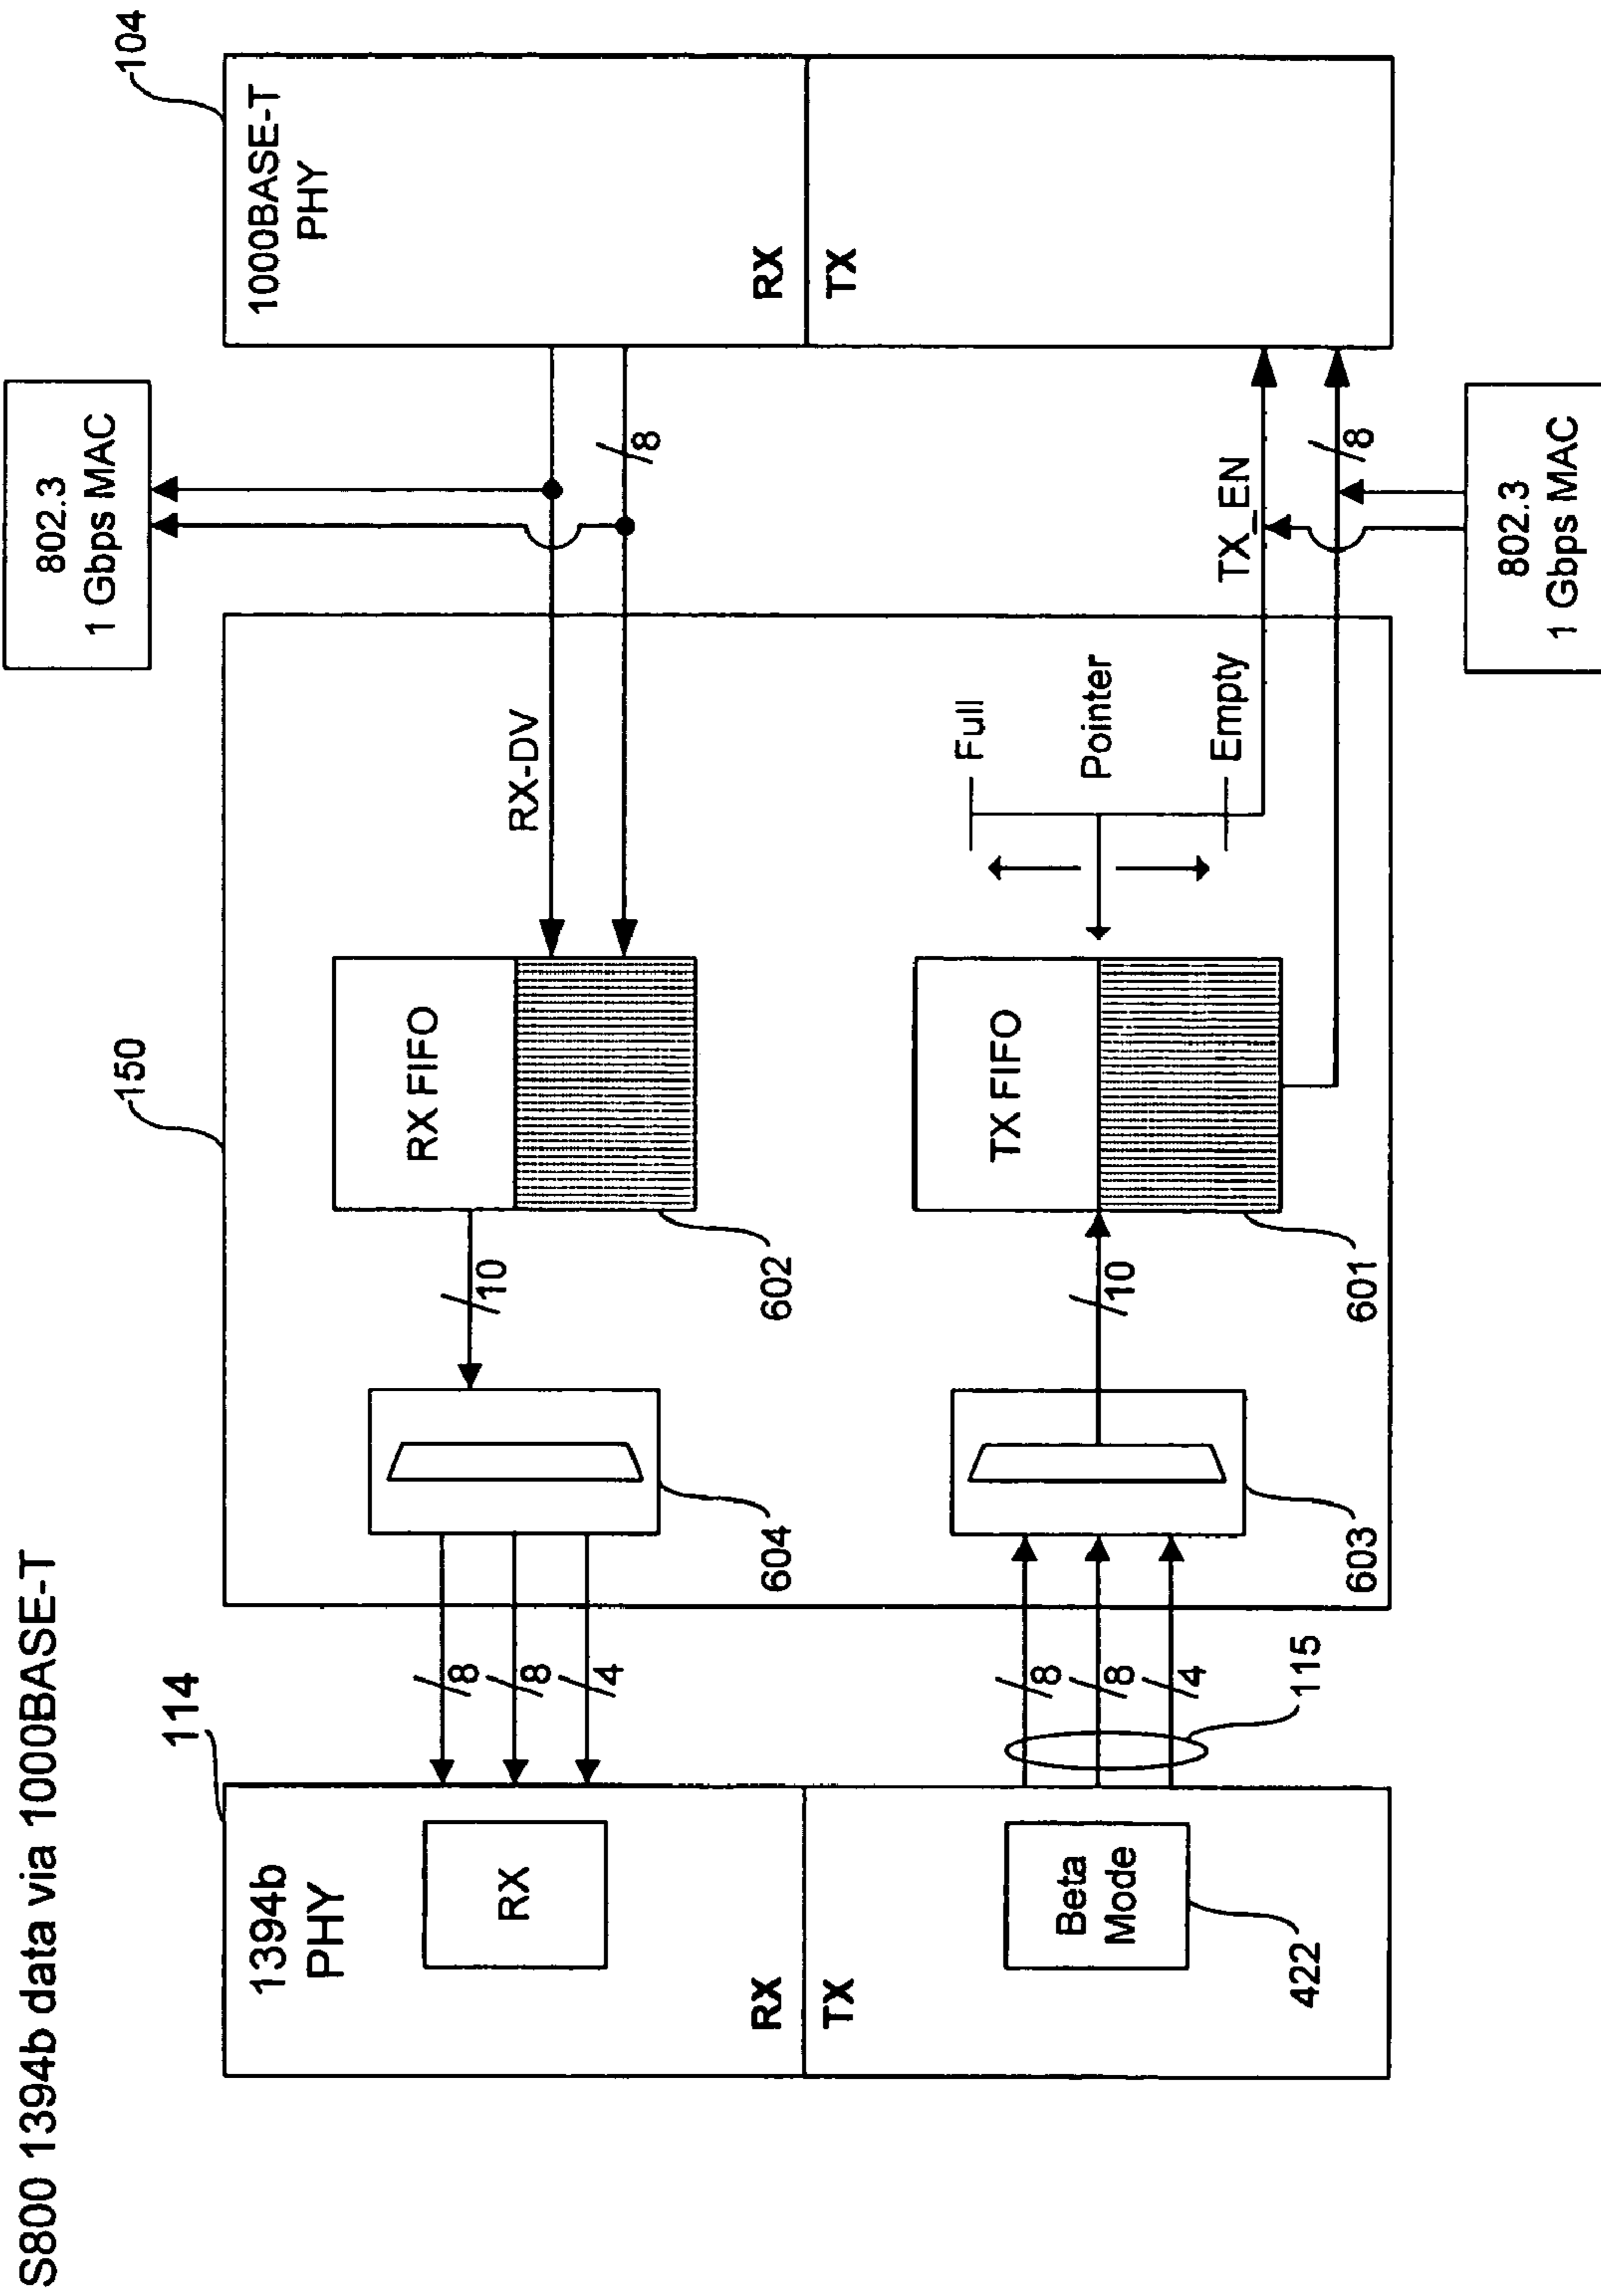 S800 1394b data via 1000BASE-T
114
1394b
PHY
RX
RX
TX
Beta
Mode
422
8
8
4
8
8
4
115
150
604
603
10
10
RX FIFO
602
TX FIFO
601
RX-DV
Full
Pointer
Empty
802.3
1 Gbps MAC
8
TX_EN
8
802.3
1 Gbps MAC
104
1000BASE-T
PHY
RX
TX